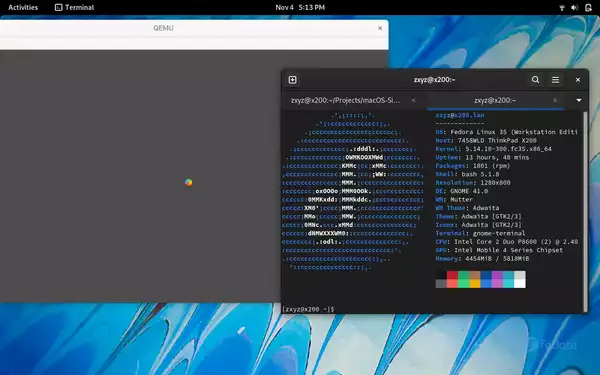 Activities Terminal Nov 4 5:13 PM
QEMU
zxyz@x200:~
zxyz@x200:~/Projects/macOS-Si... zxyz@x200:~
zxyz@x200.lan
-------------
OS: Fedora Linux 35 (Workstation Editi
Host: 7458WLD ThinkPad X200
Kernel: 5.14.10-300.fc35.x86_64
Uptime: 13 hours, 48 mins
Packages: 1801 (rpm)
Shell: bash 5.1.8
Resolution: 1280x800
DE: GNOME 41.0
WM: Mutter
WM Theme: Adwaita
Theme: Adwaita [GTK2/3]
Icons: Adwaita [GTK2/3]
Terminal: gnome-terminal
CPU: Intel Core 2 Duo P8600 (2) @ 2.40
GPU: Intel Mobile 4 Series Chipset
Memory: 4454MiB / 5818MiB
[zxyz@x200 ~]$
fedora